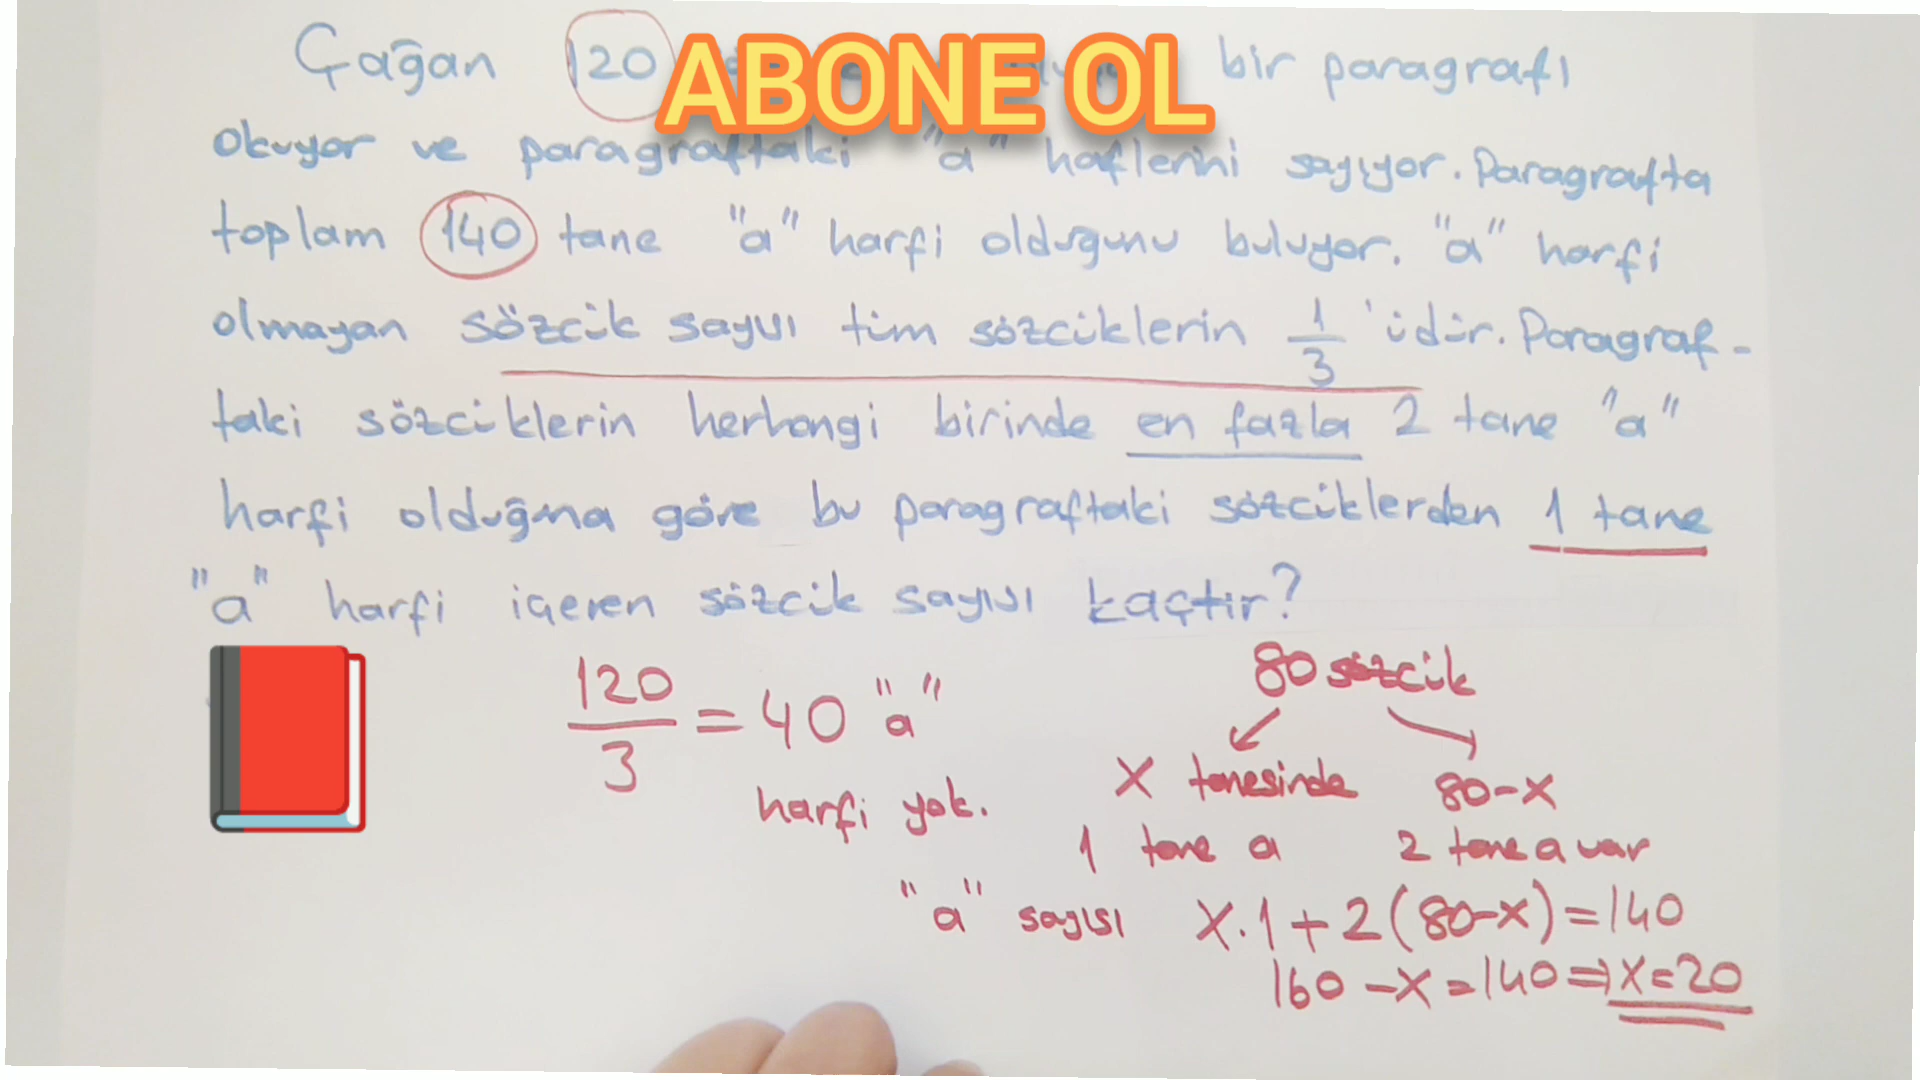 Çağan 120 bir paragrafı
ABONE OL
okuyor ve paragraftaki "a" haflerini sayıyor. Paragrafta
toplam 140 tane "a" harfi olduğunu buluyor. "a" harfi
olmayan sözcük sayısı tüm sözcüklerin 1/3 'üdür. Paragraf-
taki sözcüklerin herhangi birinde en fazla 2 tane "a"
harfi olduğuna göre bu paragraftaki sözcüklerden 1 tane
"a" harfi içeren sözcük sayısı kaçtır?
120/3 = 40 "a"
harfi yok.
80 sözcük
x tanesinde 80-x
1 tane a 2 tane a var
"a" sayısı x.1+2(80-x)=140
160-x=140⇒x=20